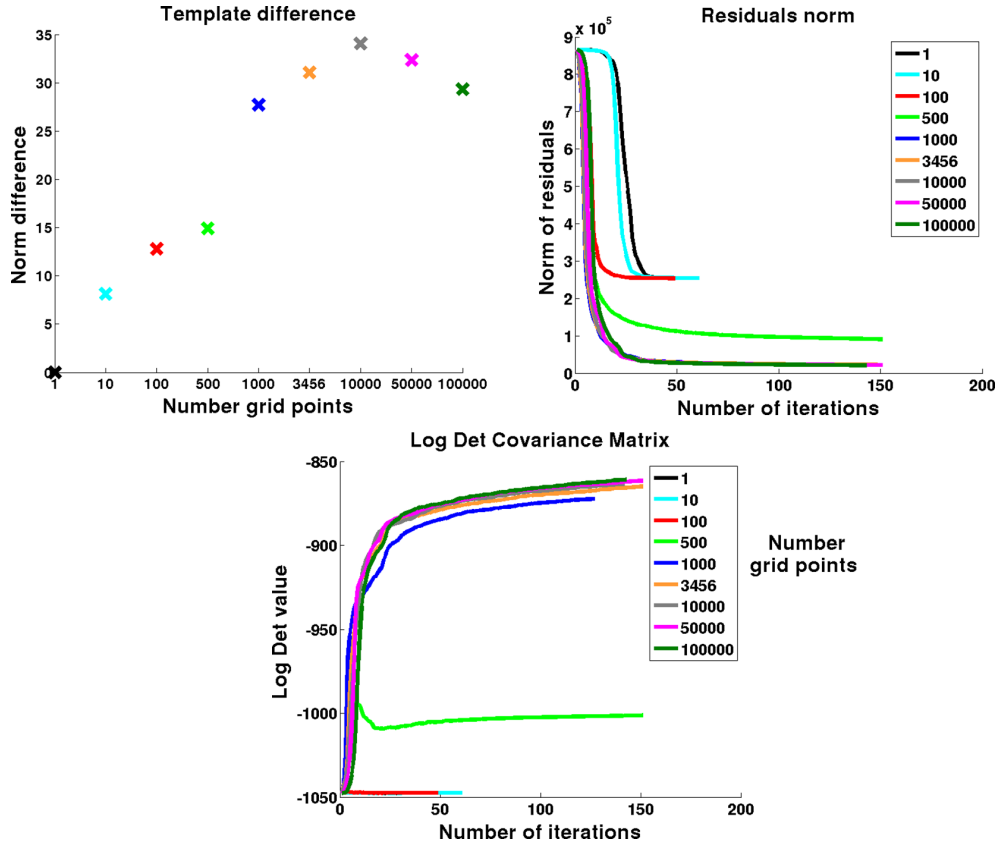 Template difference
Norm difference
35
30
25
20
15
10
5
0
1 10 100 500 1000 3456 10000 50000 100000
Number grid points
Residuals norm
x 10^5
Norm of residuals
9
8
7
6
5
4
3
2
1
0
0 50 100 150 200
Number of iterations
1
10
100
500
1000
3456
10000
50000
100000
Log Det Covariance Matrix
Log Det value
-850
-900
-950
-1000
-1050
0 50 100 150 200
Number of iterations
1
10
100
500
1000
3456
10000
50000
100000
Number
grid points